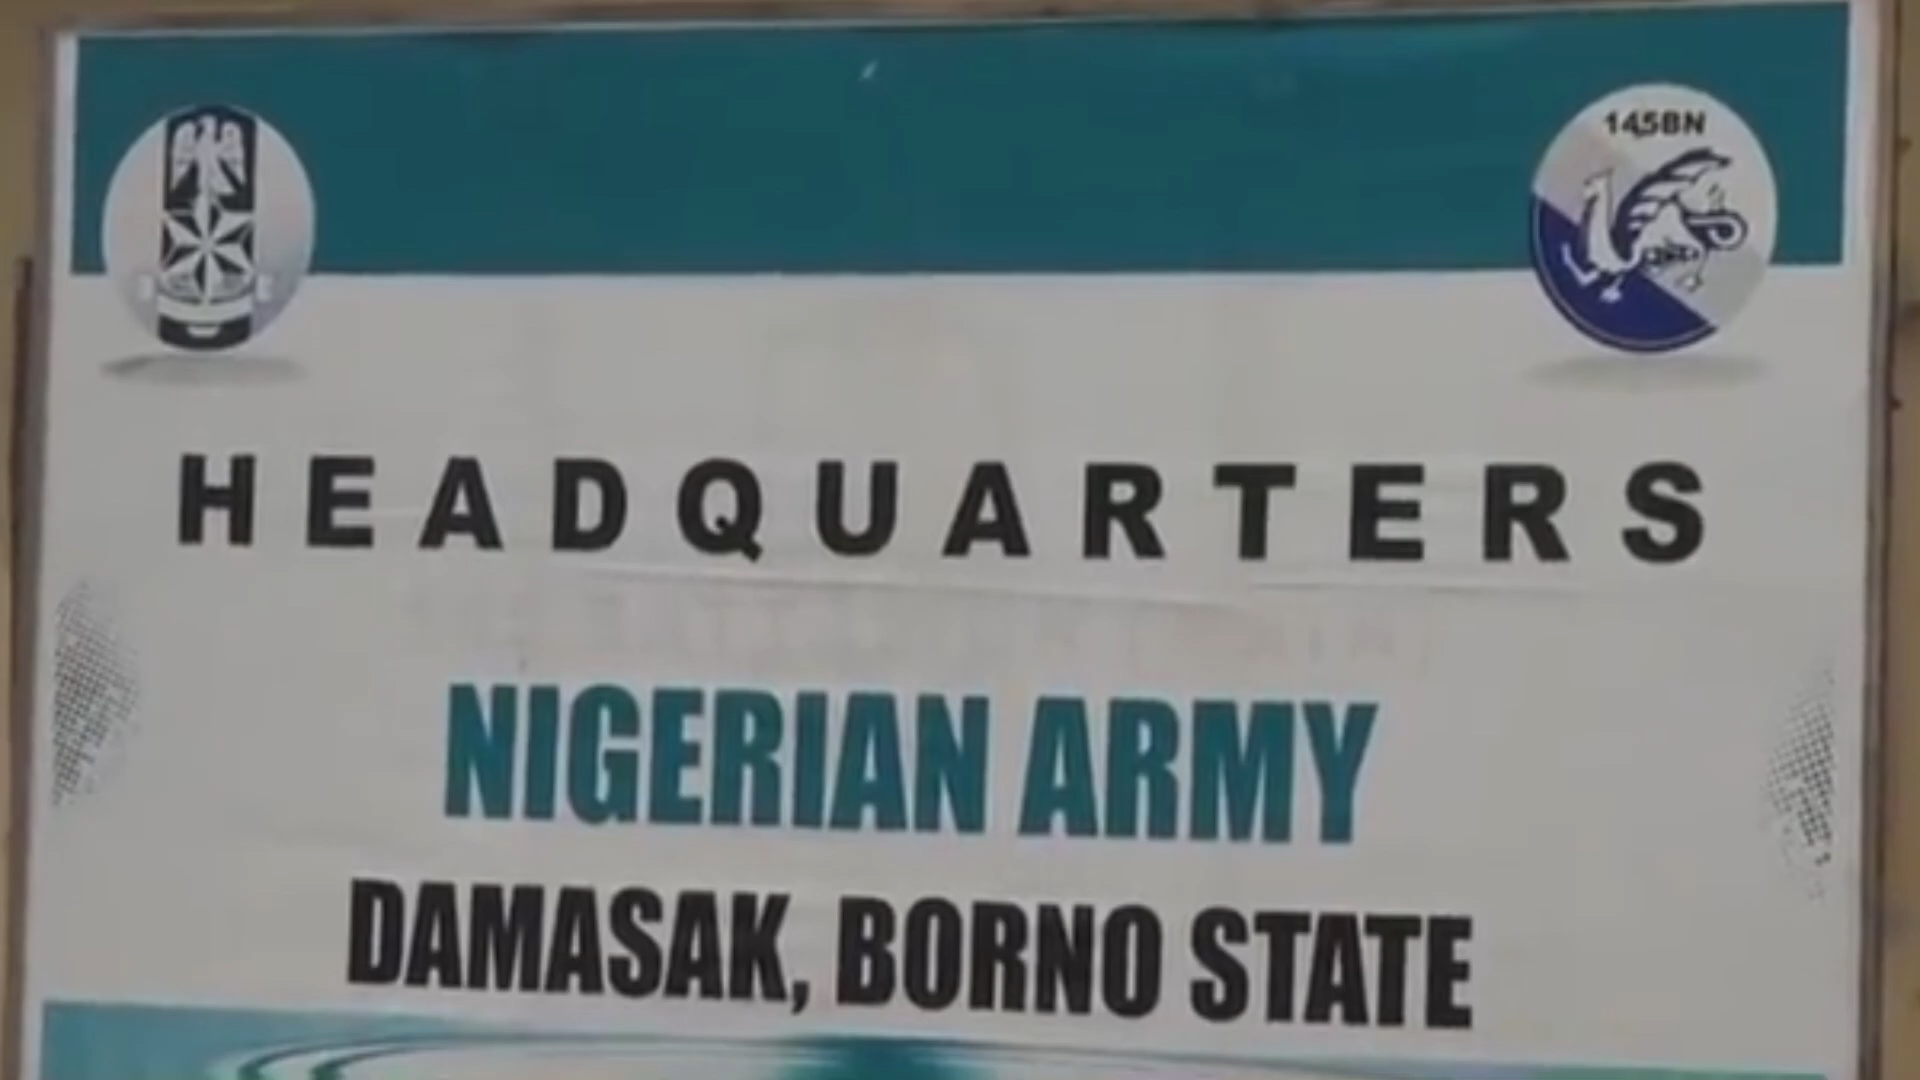 145BN
HEADQUARTERS
NIGERIAN ARMY
DAMASAK, BORNO STATE